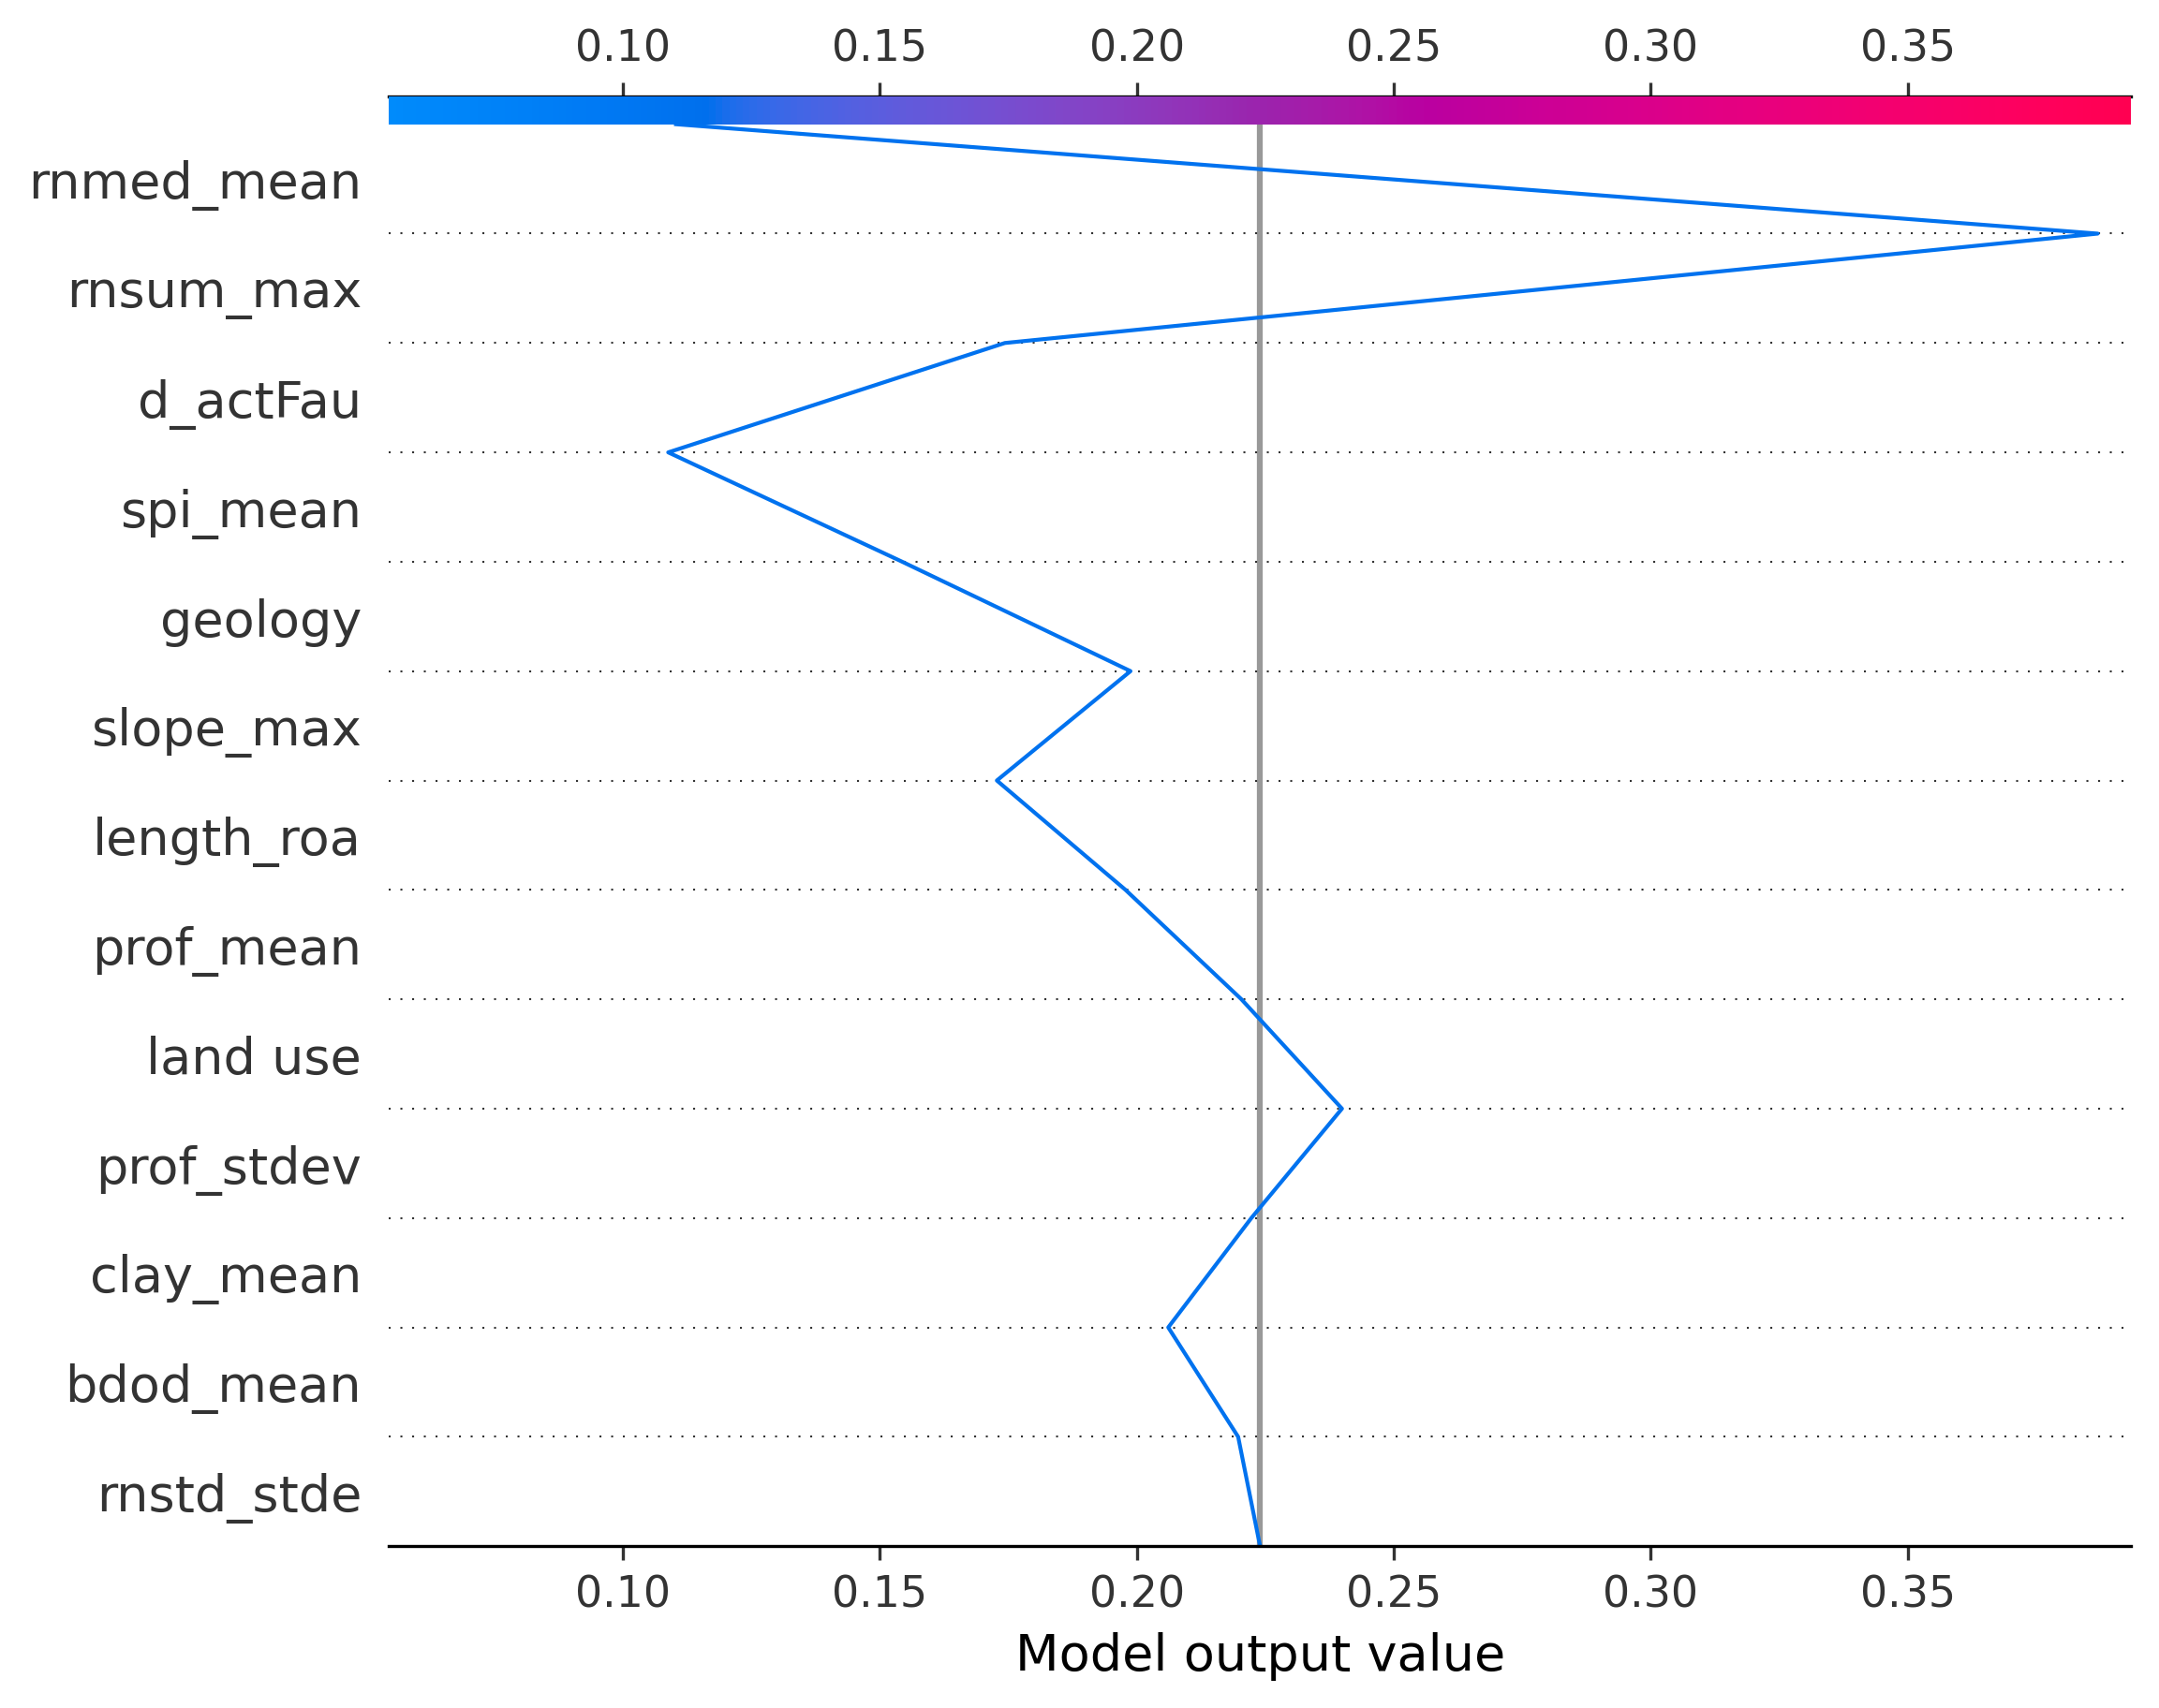 0.10 0.15 0.20 0.25 0.30 0.35
rnmed_mean
rnsum_max
d_actFau
spi_mean
geology
slope_max
length_roa
prof_mean
land use
prof_stdev
clay_mean
bdod_mean
rnstd_stde
0.10 0.15 0.20 0.25 0.30 0.35
Model output value